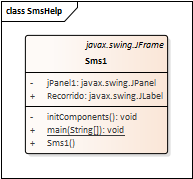 class SmsHelp
javax.swing.JFrame
Sms1
- jPanel1: javax.swing.JPanel
+ Recorrido: javax.swing.JLabel
- initComponents(): void
+ main(String[]): void
+ Sms1()